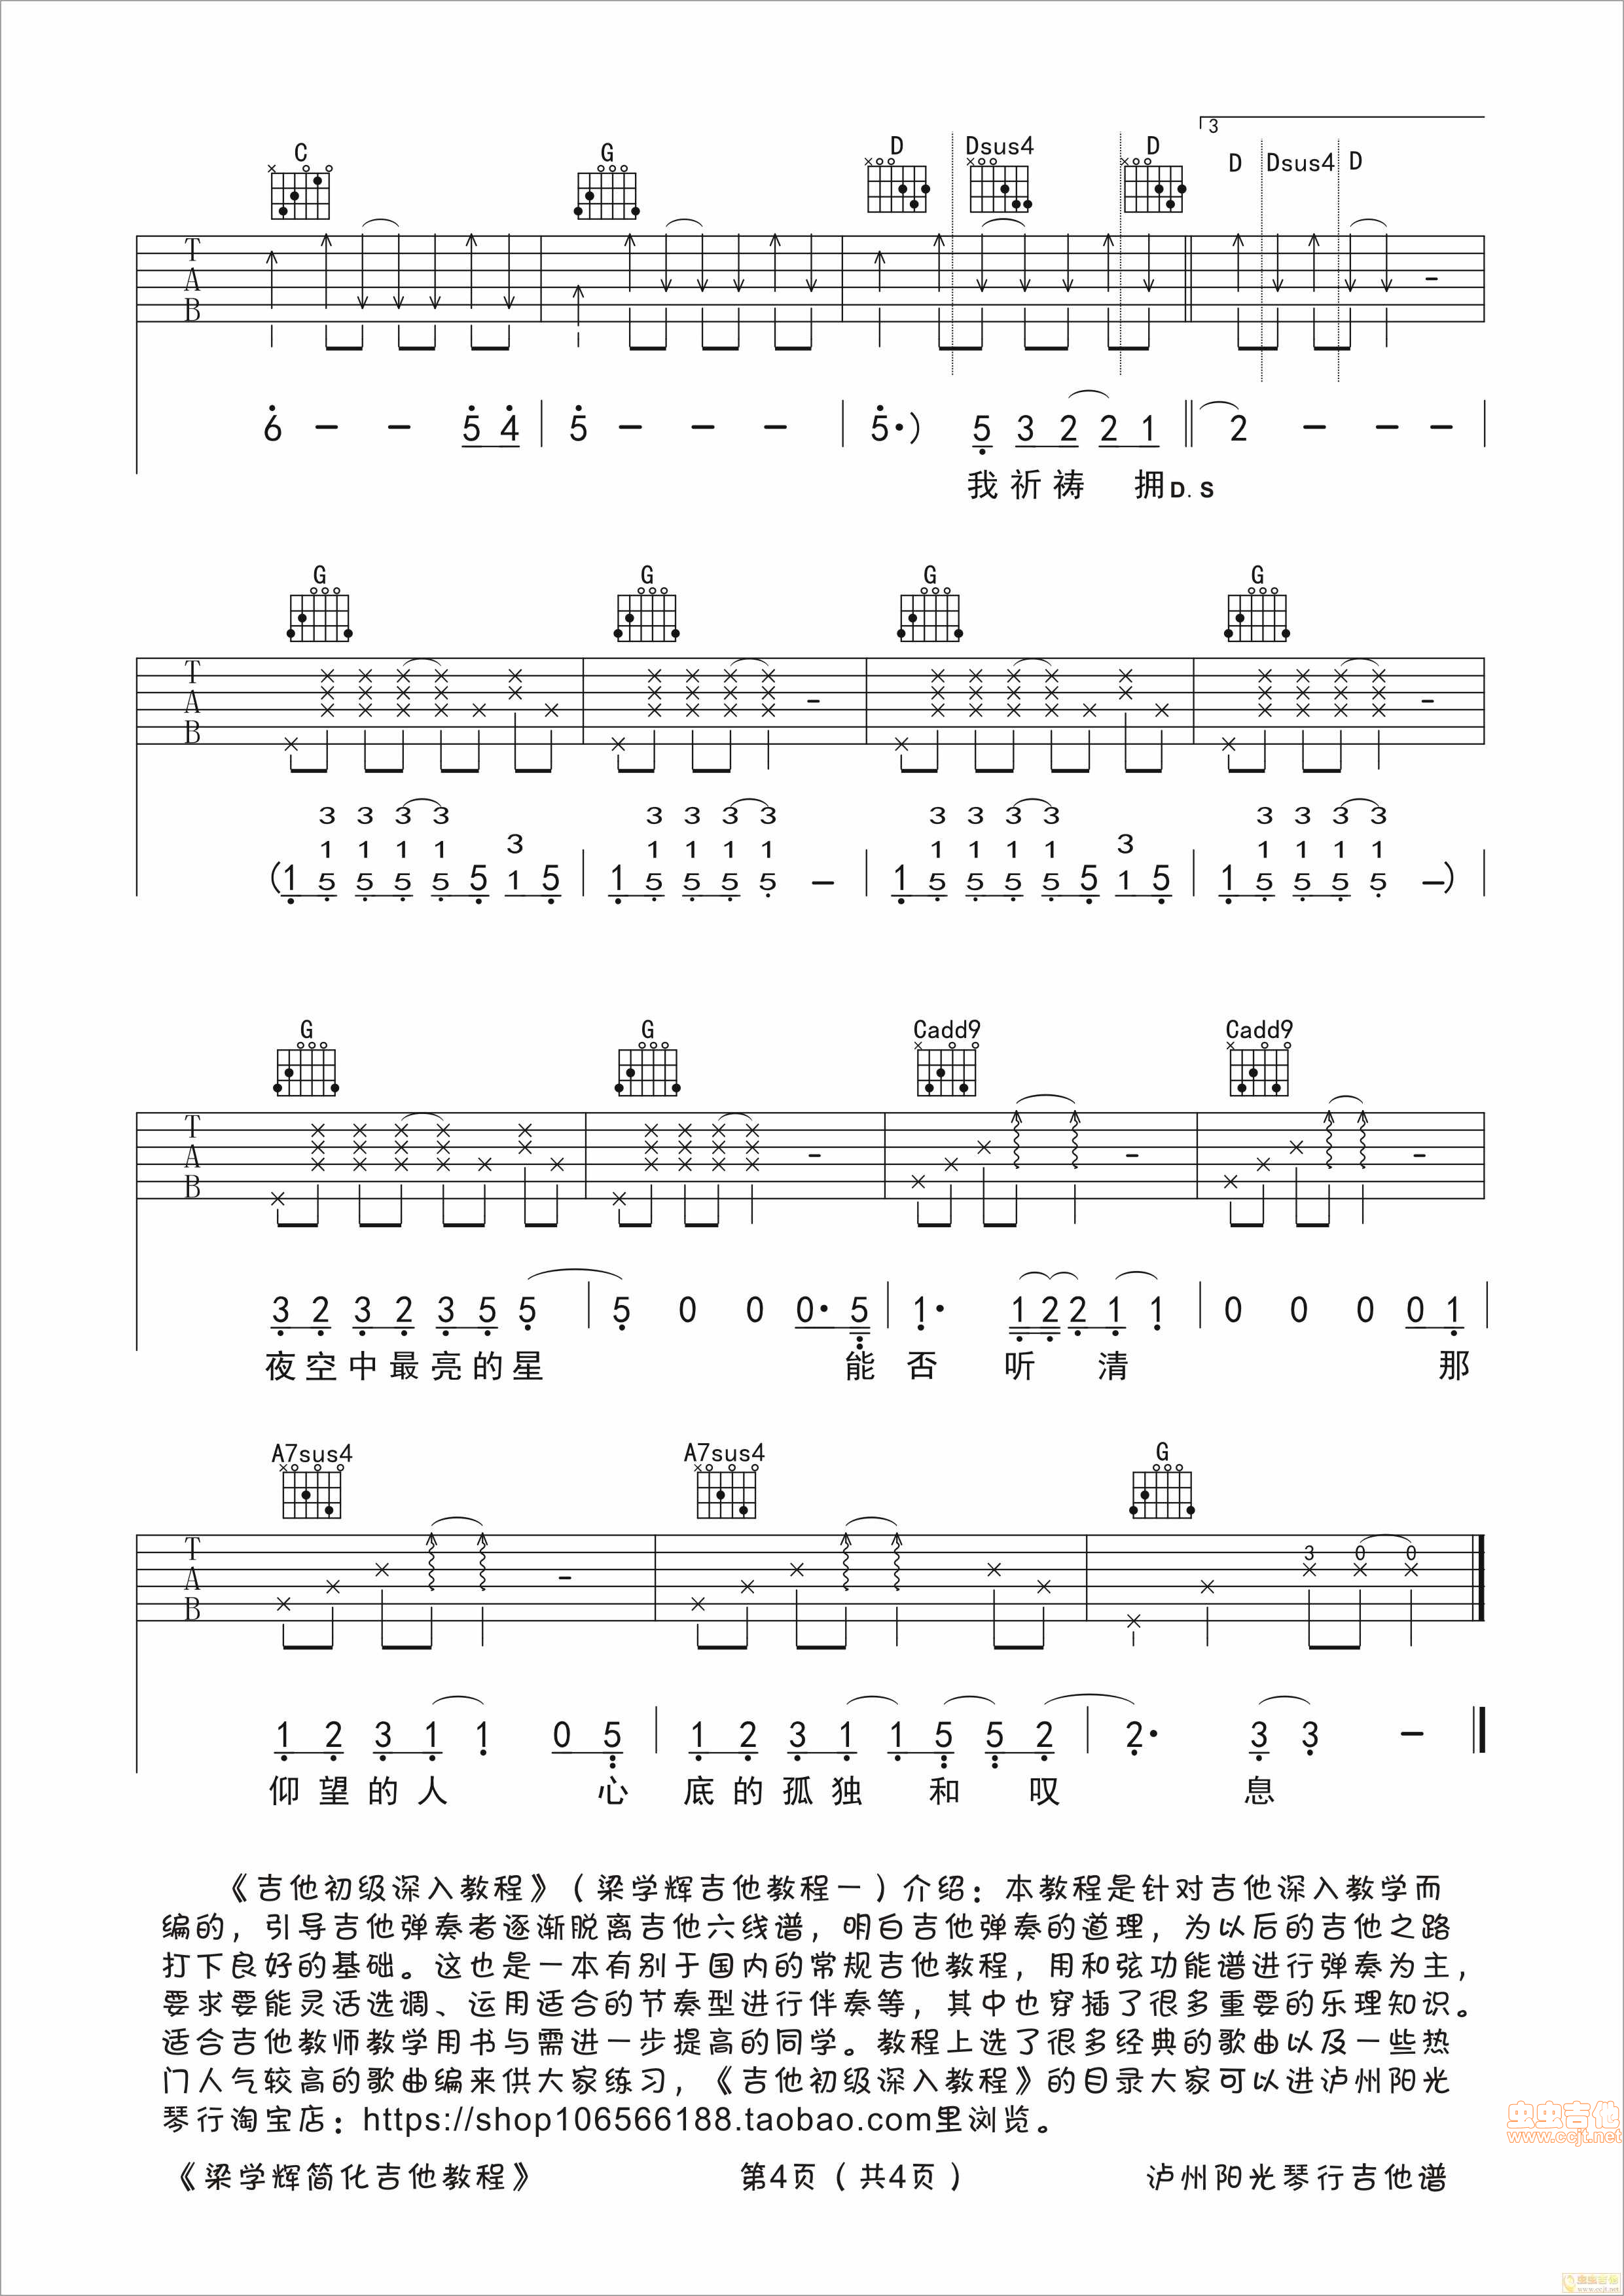 3
C G D Dsus4 D D Dsus4 D
T
A
B
6 – – 5 4 | 5 – – – | 5·) 5 3 2 2 1 || 2 – – – |
我 祈 祷 拥 D.S
G G G G
T
A
B
3 3 3 3 3 3 3 3 3 3 3 3 3 3 3 3
1 1 1 1 3 1 1 1 1 1 1 1 1 3 1 1 1 1
(1 5 5 5 5 5 1 5 | 1 5 5 5 5 – | 1 5 5 5 5 5 1 5 | 1 5 5 5 5 –) |
G G Cadd9 Cadd9
T
A
B
3 2 3 2 3 5 5 | 5 0 0 0· 5 | 1· 1 2 2 1 1 | 0 0 0 0 1 |
夜 空 中 最 亮 的 星 能 否 听 清 那
A7sus4 A7sus4 G
T
A
B
3 0 0
1 2 3 1 1 0 5 | 1 2 3 1 1 5 5 2 | 2· 3 3 – ||
仰 望 的 人 心 底 的 孤 独 和 叹 息
《吉他初级深入教程》（梁学辉吉他教程一）介绍：本教程是针对吉他深入教学而
编的，引导吉他弹奏者逐渐脱离吉他六线谱，明白吉他弹奏的道理，为以后的吉他之路
打下良好的基础。这也是一本有别于国内的常规吉他教程，用和弦功能谱进行弹奏为主，
要求要能灵活选调、运用适合的节奏型进行伴奏等，其中也穿插了很多重要的乐理知识。
适合吉他教师教学用书与需进一步提高的同学。教程上选了很多经典的歌曲以及一些热
门人气较高的歌曲编来供大家练习，《吉他初级深入教程》的目录大家可以进泸州阳光
琴行淘宝店：https://shop106566188.taobao.com里浏览。
虫虫吉他
www.ccjt.net
《梁学辉简化吉他教程》 第4页（共4页） 泸州阳光琴行吉他谱
虫虫吉他
www.ccjt.net